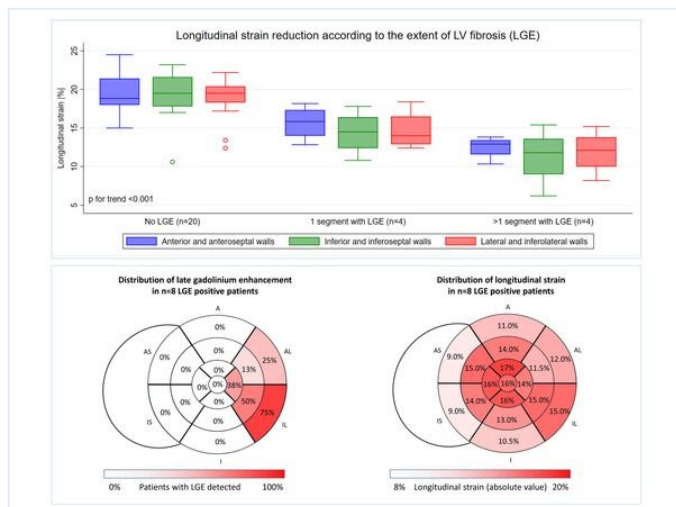 Longitudinal strain reduction according to the extent of LV fibrosis (LGE)
25
20
15
10
5
Longitudinal strain [%]
p for trend <0.001
No LGE (n=20)
1 segment with LGE (n=4)
>1 segment with LGE (n=4)
Anterior and anteroseptal walls
Inferior and inferoseptal walls
Lateral and inferolateral walls
Distribution of late gadolinium enhancement
in n=8 LGE positive patients
A
0%
AS
AL
0%
0%
25%
0%
13%
0%
0%
0%
38%
0%
0%
50%
75%
0%
0%
0%
IS
IL
0%
I
0%
Patients with LGE detected
100%
Distribution of longitudinal strain
in n=8 LGE positive patients
A
11.0%
AS
AL
14.0%
9.0%
12.0%
15.0%
17%
11.5%
16%
16%
14%
14.0%
16%
15.0%
9.0%
15.0%
13.0%
IS
IL
10.5%
I
8%
Longitudinal strain (absolute value)
20%